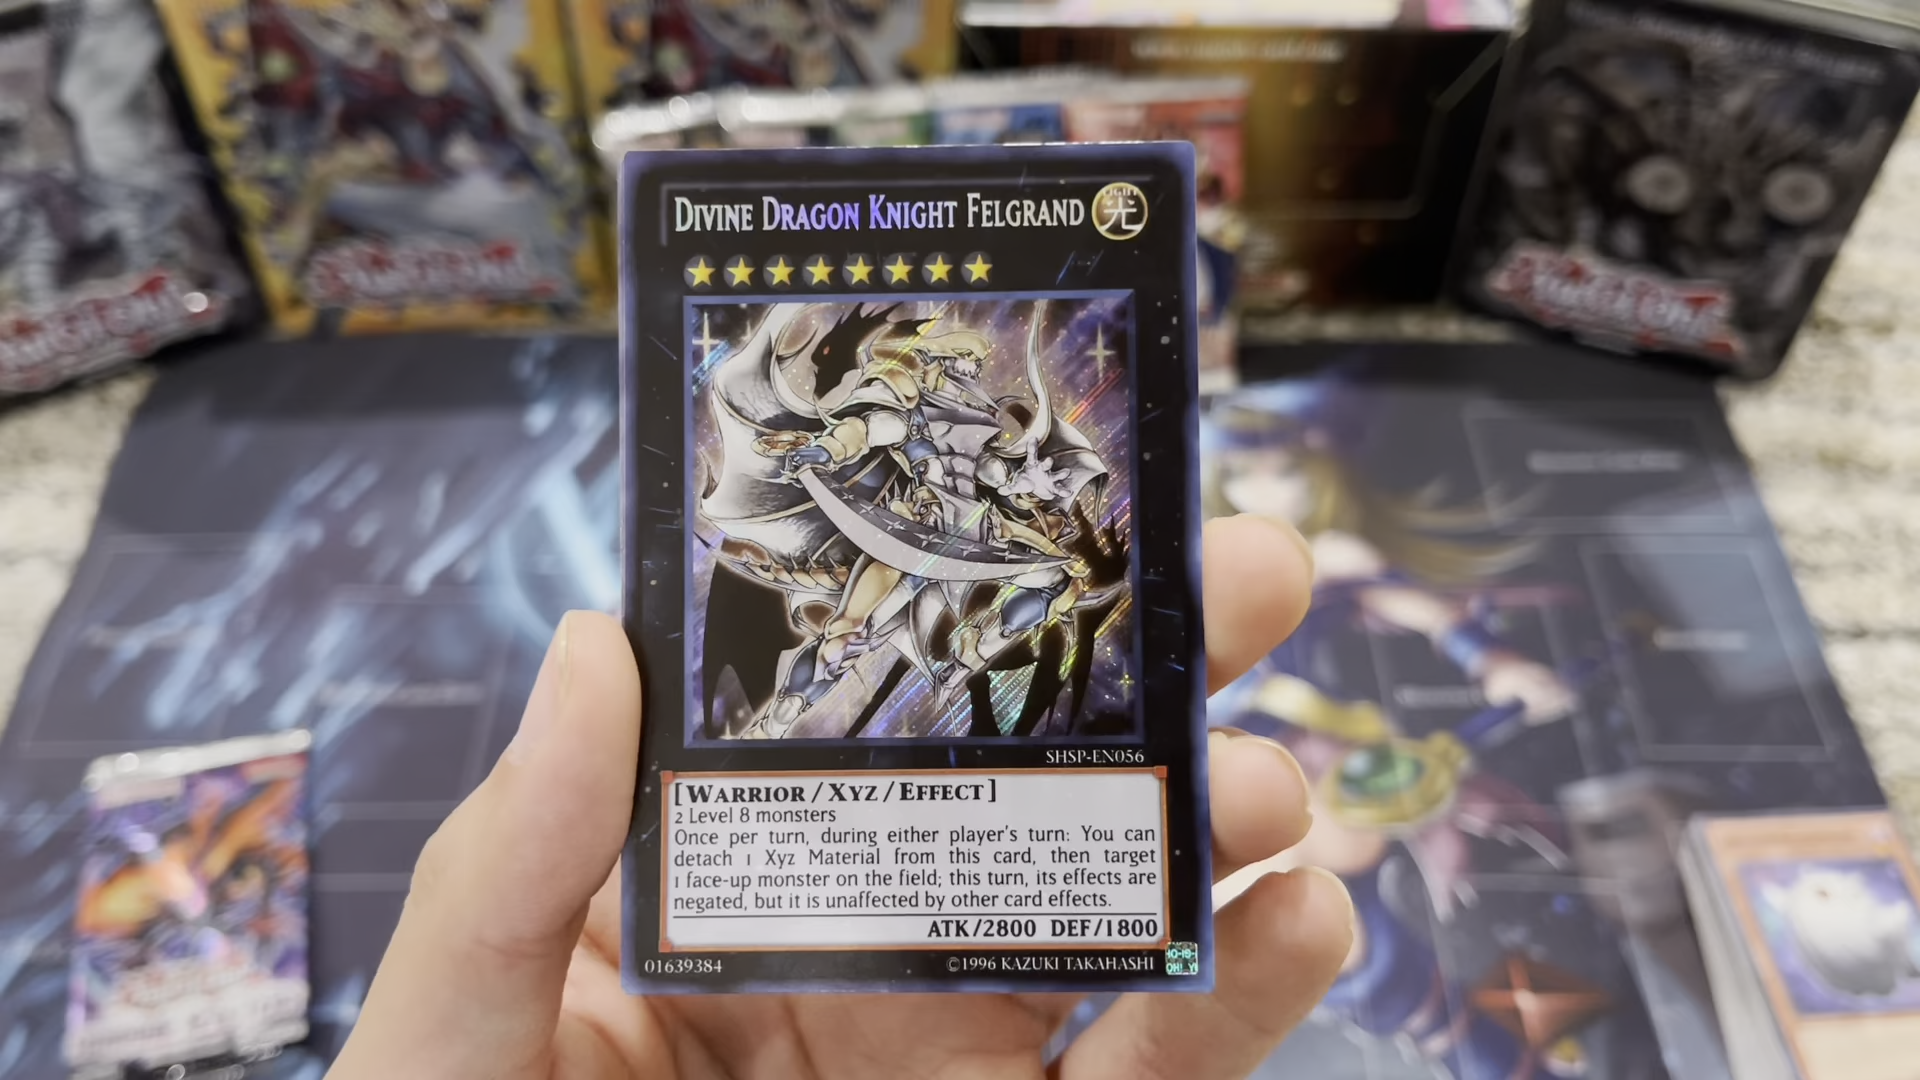 DIVINE DRAGON KNIGHT FELGRAND
LIGHT
光
SHSP-EN056
[WARRIOR/XYZ/EFFECT]
2 Level 8 monsters
Once per turn, during either player's turn: You can
detach 1 Xyz Material from this card, then target
1 face-up monster on the field; this turn, its effects are
negated, but it is unaffected by other card effects.
ATK/2800 DEF/1800
01639384
©1996 KAZUKI TAKAHASHI